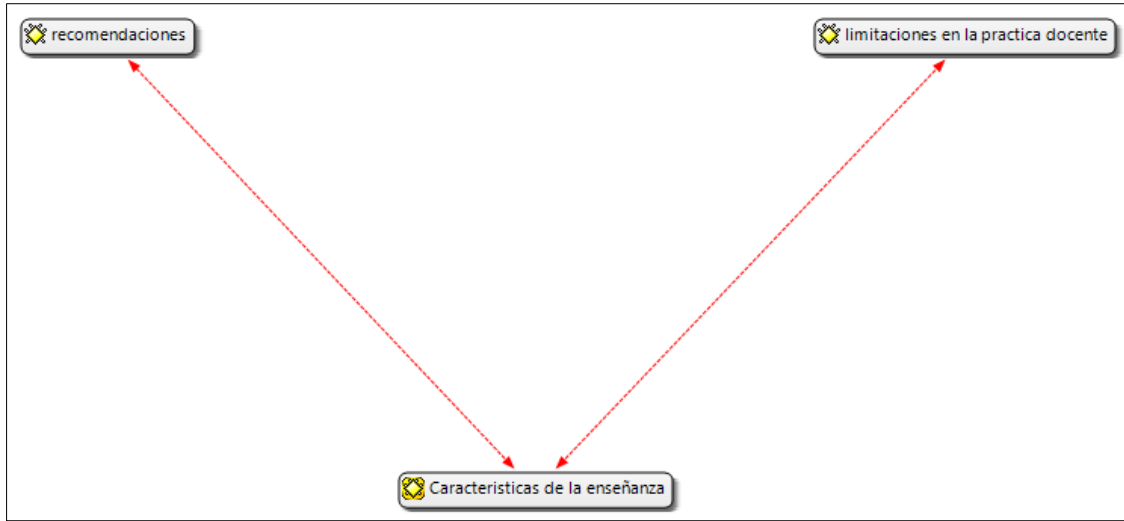 recomendaciones
limitaciones en la practica docente
Caracteristicas de la enseñanza